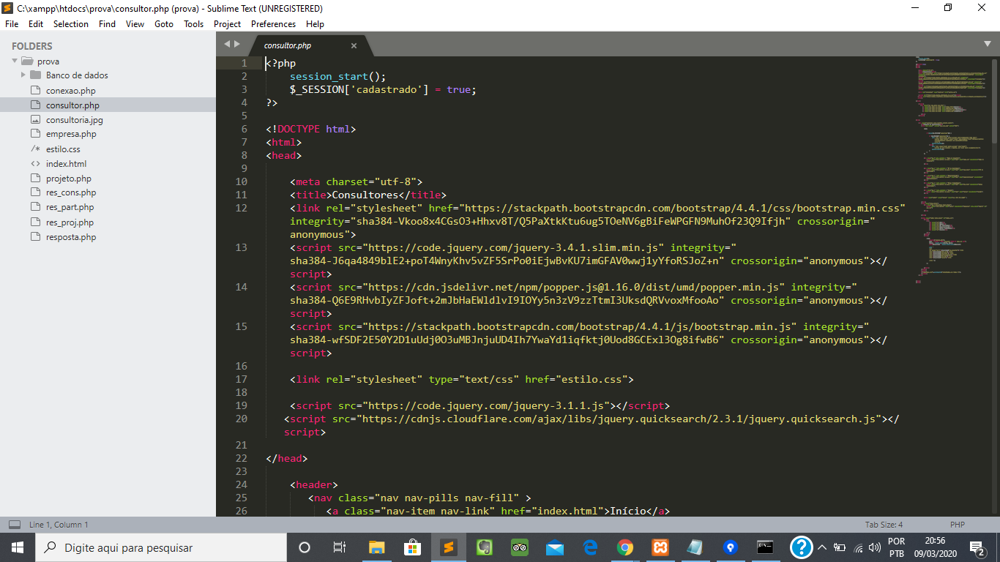 C:\xampp\htdocs\prova\consultor.php (prova) - Sublime Text (UNREGISTERED)
File Edit Selection Find View Goto Tools Project Preferences Help
FOLDERS
prova
Banco de dados
conexao.php
consultor.php
consultoria.jpg
empresa.php
/* estilo.css
<> index.html
projeto.php
res_cons.php
res_part.php
res_proj.php
resposta.php
consultor.php ×
1 <?php
2 session_start();
3 $_SESSION['cadastrado'] = true;
4 ?>
5
6 <!DOCTYPE html>
7 <html>
8 <head>
9
10 <meta charset="utf-8">
11 <title>Consultores</title>
12 <link rel="stylesheet" href="https://stackpath.bootstrapcdn.com/bootstrap/4.4.1/css/bootstrap.min.css"
integrity="sha384-Vkoo8x4CGsO3+Hhxv8T/Q5PaXtkKtu6ug5TOeNV6gBiFeWPGFN9MuhOf23Q9Ifjh" crossorigin="
anonymous">
13 <script src="https://code.jquery.com/jquery-3.4.1.slim.min.js" integrity="
sha384-J6qa4849blE2+poT4WnyKhv5vZF5SrPo0iEjwBvKU7imGFAV0wwj1yYfoRSJoZ+n" crossorigin="anonymous"></
script>
14 <script src="https://cdn.jsdelivr.net/npm/popper.js@1.16.0/dist/umd/popper.min.js" integrity="
sha384-Q6E9RHvbIyZFJoft+2mJbHaEWldlvI9IOYy5n3zV9zzTtmI3UksdQRVvoxMfooAo" crossorigin="anonymous"></
script>
15 <script src="https://stackpath.bootstrapcdn.com/bootstrap/4.4.1/js/bootstrap.min.js" integrity="
sha384-wfSDF2E50Y2D1uUdj0O3uMBJnjuUD4Ih7YwaYd1iqfktj0Uod8GCExl3Og8ifwB6" crossorigin="anonymous"></
script>
16
17 <link rel="stylesheet" type="text/css" href="estilo.css">
18
19 <script src="https://code.jquery.com/jquery-3.1.1.js"></script>
20 <script src="https://cdnjs.cloudflare.com/ajax/libs/jquery.quicksearch/2.3.1/jquery.quicksearch.js"></
script>
21
22 </head>
23
24 <header>
25 <nav class="nav nav-pills nav-fill" >
26 <a class="nav-item nav-link" href="index.html">Início</a>
Line 1, Column 1
Tab Size: 4
PHP
Digite aqui para pesquisar
POR
PTB
20:56
09/03/2020
2